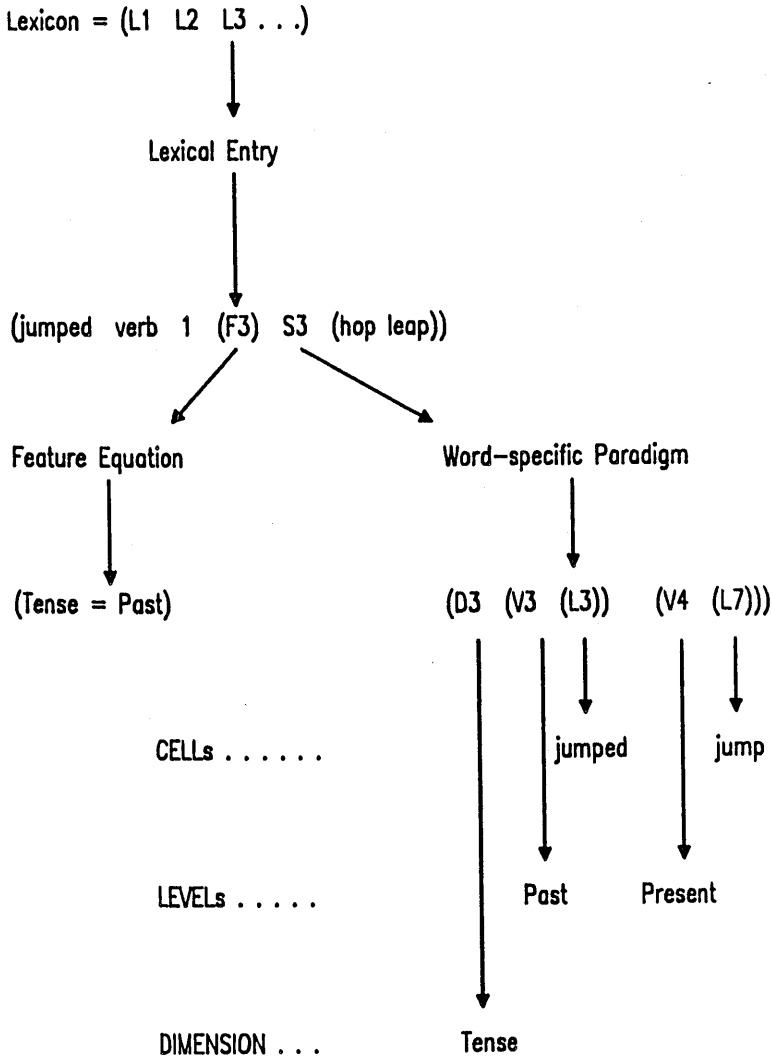 Lexicon = (L1 L2 L3 . . .)
Lexical Entry
(jumped verb 1 (F3) S3 (hop leap))
Feature Equation
Word-specific Paradigm
(Tense = Past)
(D3 (V3 (L3)) (V4 (L7)))
CELLs . . . . . . jumped jump
LEVELs . . . . . Past Present
DIMENSION . . . Tense